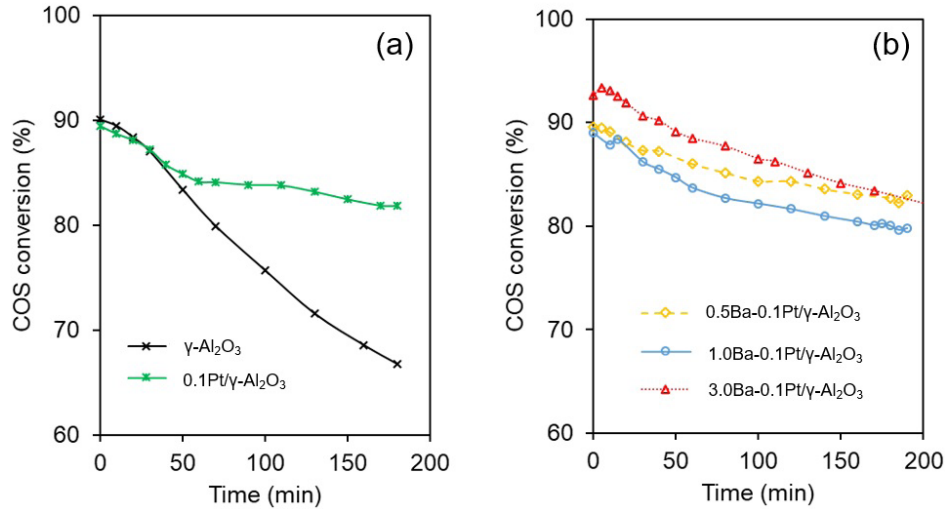 (a)
COS conversion (%)
100
90
80
70
60
γ-Al₂O₃
0.1Pt/γ-Al₂O₃
0 50 100 150 200
Time (min)
(b)
COS conversion (%)
100
90
80
70
60
0.5Ba-0.1Pt/γ-Al₂O₃
1.0Ba-0.1Pt/γ-Al₂O₃
3.0Ba-0.1Pt/γ-Al₂O₃
0 50 100 150 200
Time (min)